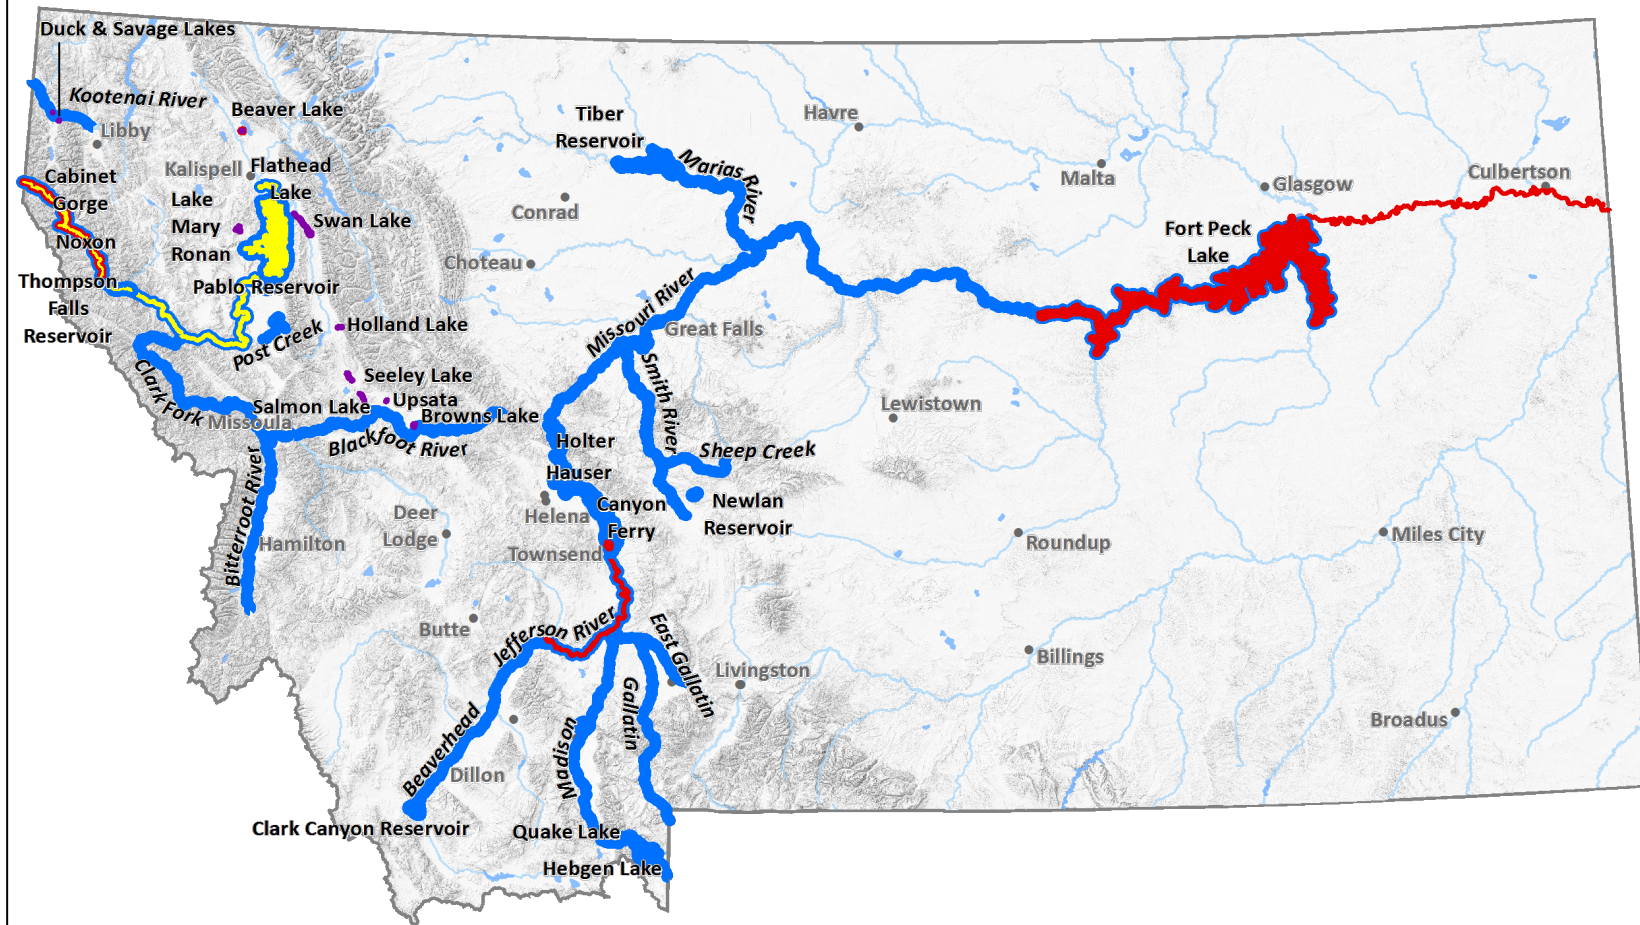 Duck & Savage Lakes
Kootenai River
Libby
Beaver Lake
Kalispell
Flathead
Lake
Cabinet
Gorge
Lake
Mary
Ronan
Swan Lake
Noxon
Thompson
Falls
Reservoir
Pablo Reservoir
Post Creek
Holland Lake
Seeley Lake
Clark Fork
Salmon Lake
Upsata
Browns Lake
Missoula
Blackfoot River
Bitterroot River
Hamilton
Deer
Lodge
Tiber
Reservoir
Marias River
Havre
Conrad
Choteau
Malta
Glasgow
Culbertson
Fort Peck
Lake
Missouri River
Great Falls
Smith River
Lewistown
Sheep Creek
Holter
Hauser
Helena
Canyon
Ferry
Newlan
Reservoir
Townsend
Roundup
Miles City
Butte
Jefferson River
East Gallatin
Livingston
Billings
Gallatin
Madison
Beaverhead
Dillon
Broadus
Clark Canyon Reservoir
Quake Lake
Hebgen Lake